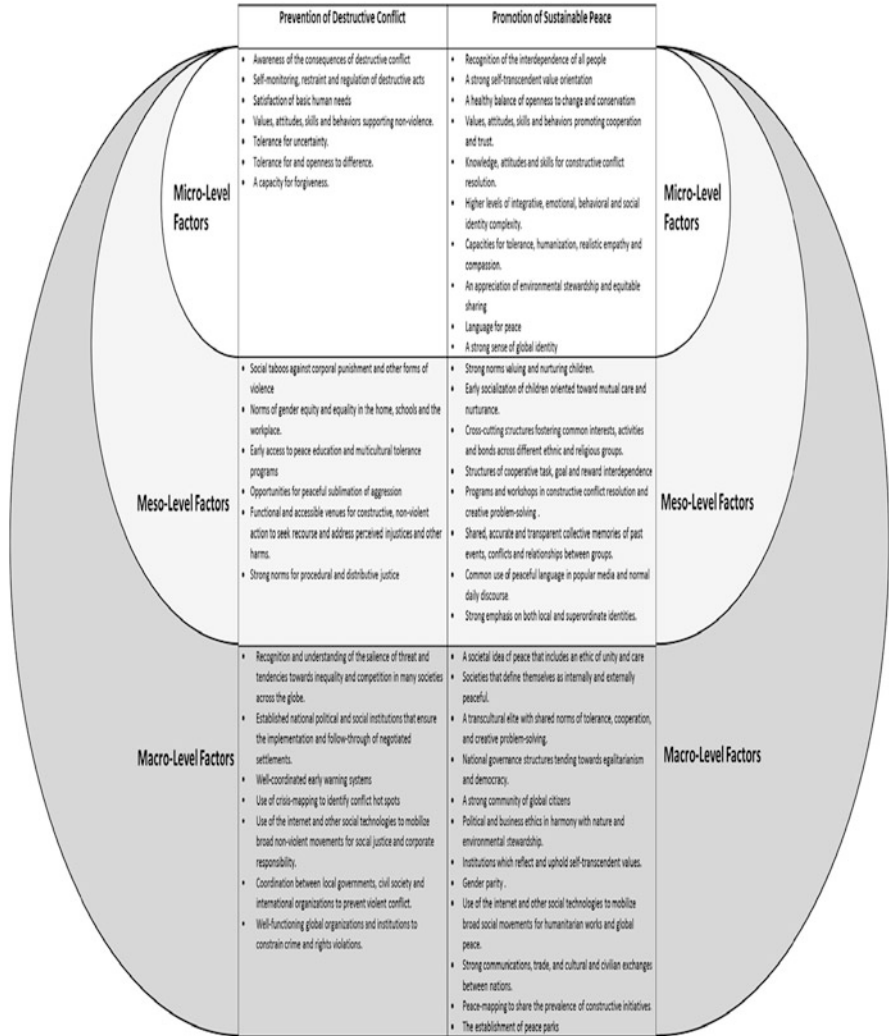 Prevention of Destructive Conflict
Promotion of Sustainable Peace
Micro-Level
Factors
• Awareness of the consequences of destructive conflict
• Self-monitoring, restraint and regulation of destructive acts
• Satisfaction of basic human needs
• Values, attitudes, skills and behaviors supporting non-violence.
• Tolerance for uncertainty.
• Tolerance for and openness to difference.
• A capacity for forgiveness.
• Recognition of the interdependence of all people
• A strong self-transcendent value orientation
• A healthy balance of openness to change and conservatism
• Values, attitudes, skills and behaviors promoting cooperation
and trust.
• Knowledge, attitudes and skills for constructive conflict
resolution.
• Higher levels of integrative, emotional, behavioral and social
identity complexity.
• Capacities for tolerance, humanization, realistic empathy and
compassion.
• An appreciation of environmental stewardship and equitable
sharing
• Language for peace
• A strong sense of global identity
Micro-Level
Factors
Meso-Level Factors
• Social taboos against corporal punishment and other forms of
violence
• Norms of gender equity and equality in the home, schools and the
workplace.
• Early access to peace education and multicultural tolerance
programs
• Opportunities for peaceful sublimation of aggression
• Functional and accessible venues for constructive, non-violent
action to seek recourse and address perceived injustices and other
harms.
• Strong norms for procedural and distributive justice
• Strong norms valuing and nurturing children.
• Early socialization of children oriented toward mutual care and
nurturance.
• Cross-cutting structures fostering common interests, activities
and bonds across different ethnic and religious groups.
• Structures of cooperative task, goal and reward interdependence
• Programs and workshops in constructive conflict resolution and
creative problem-solving .
• Shared, accurate and transparent collective memories of past
events, conflicts and relationships between groups.
• Common use of peaceful language in popular media and normal
daily discourse
• Strong emphasis on both local and superordinate identities.
Meso-Level Factors
Macro-Level Factors
• Recognition and understanding of the salience of threat and
tendencies towards inequality and competition in many societies
across the globe.
• Established national political and social institutions that ensure
the implementation and follow-through of negotiated
settlements.
• Well-coordinated early warning systems
• Use of crisis-mapping to identify conflict hot spots
• Use of the internet and other social technologies to mobilize
broad non-violent movements for social justice and corporate
responsibility.
• Coordination between local governments, civil society and
international organizations to prevent violent conflict.
• Well-functioning global organizations and institutions to
constrain crime and rights violations.
• A societal idea of peace that includes an ethic of unity and care
• Societies that define themselves as internally and externally
peaceful.
• A transcultural elite with shared norms of tolerance, cooperation,
and creative problem-solving.
• National governance structures tending towards egalitarianism
and democracy.
• A strong community of global citizens
• Political and business ethics in harmony with nature and
environmental stewardship.
• Institutions which reflect and uphold self-transcendent values.
• Gender parity .
• Use of the internet and other social technologies to mobilize
broad social movements for humanitarian works and global
peace.
• Strong communications, trade, and cultural and civilian exchanges
between nations.
• Peace-mapping to share the prevalence of constructive initiatives
• The establishment of peace parks
Macro-Level Factors